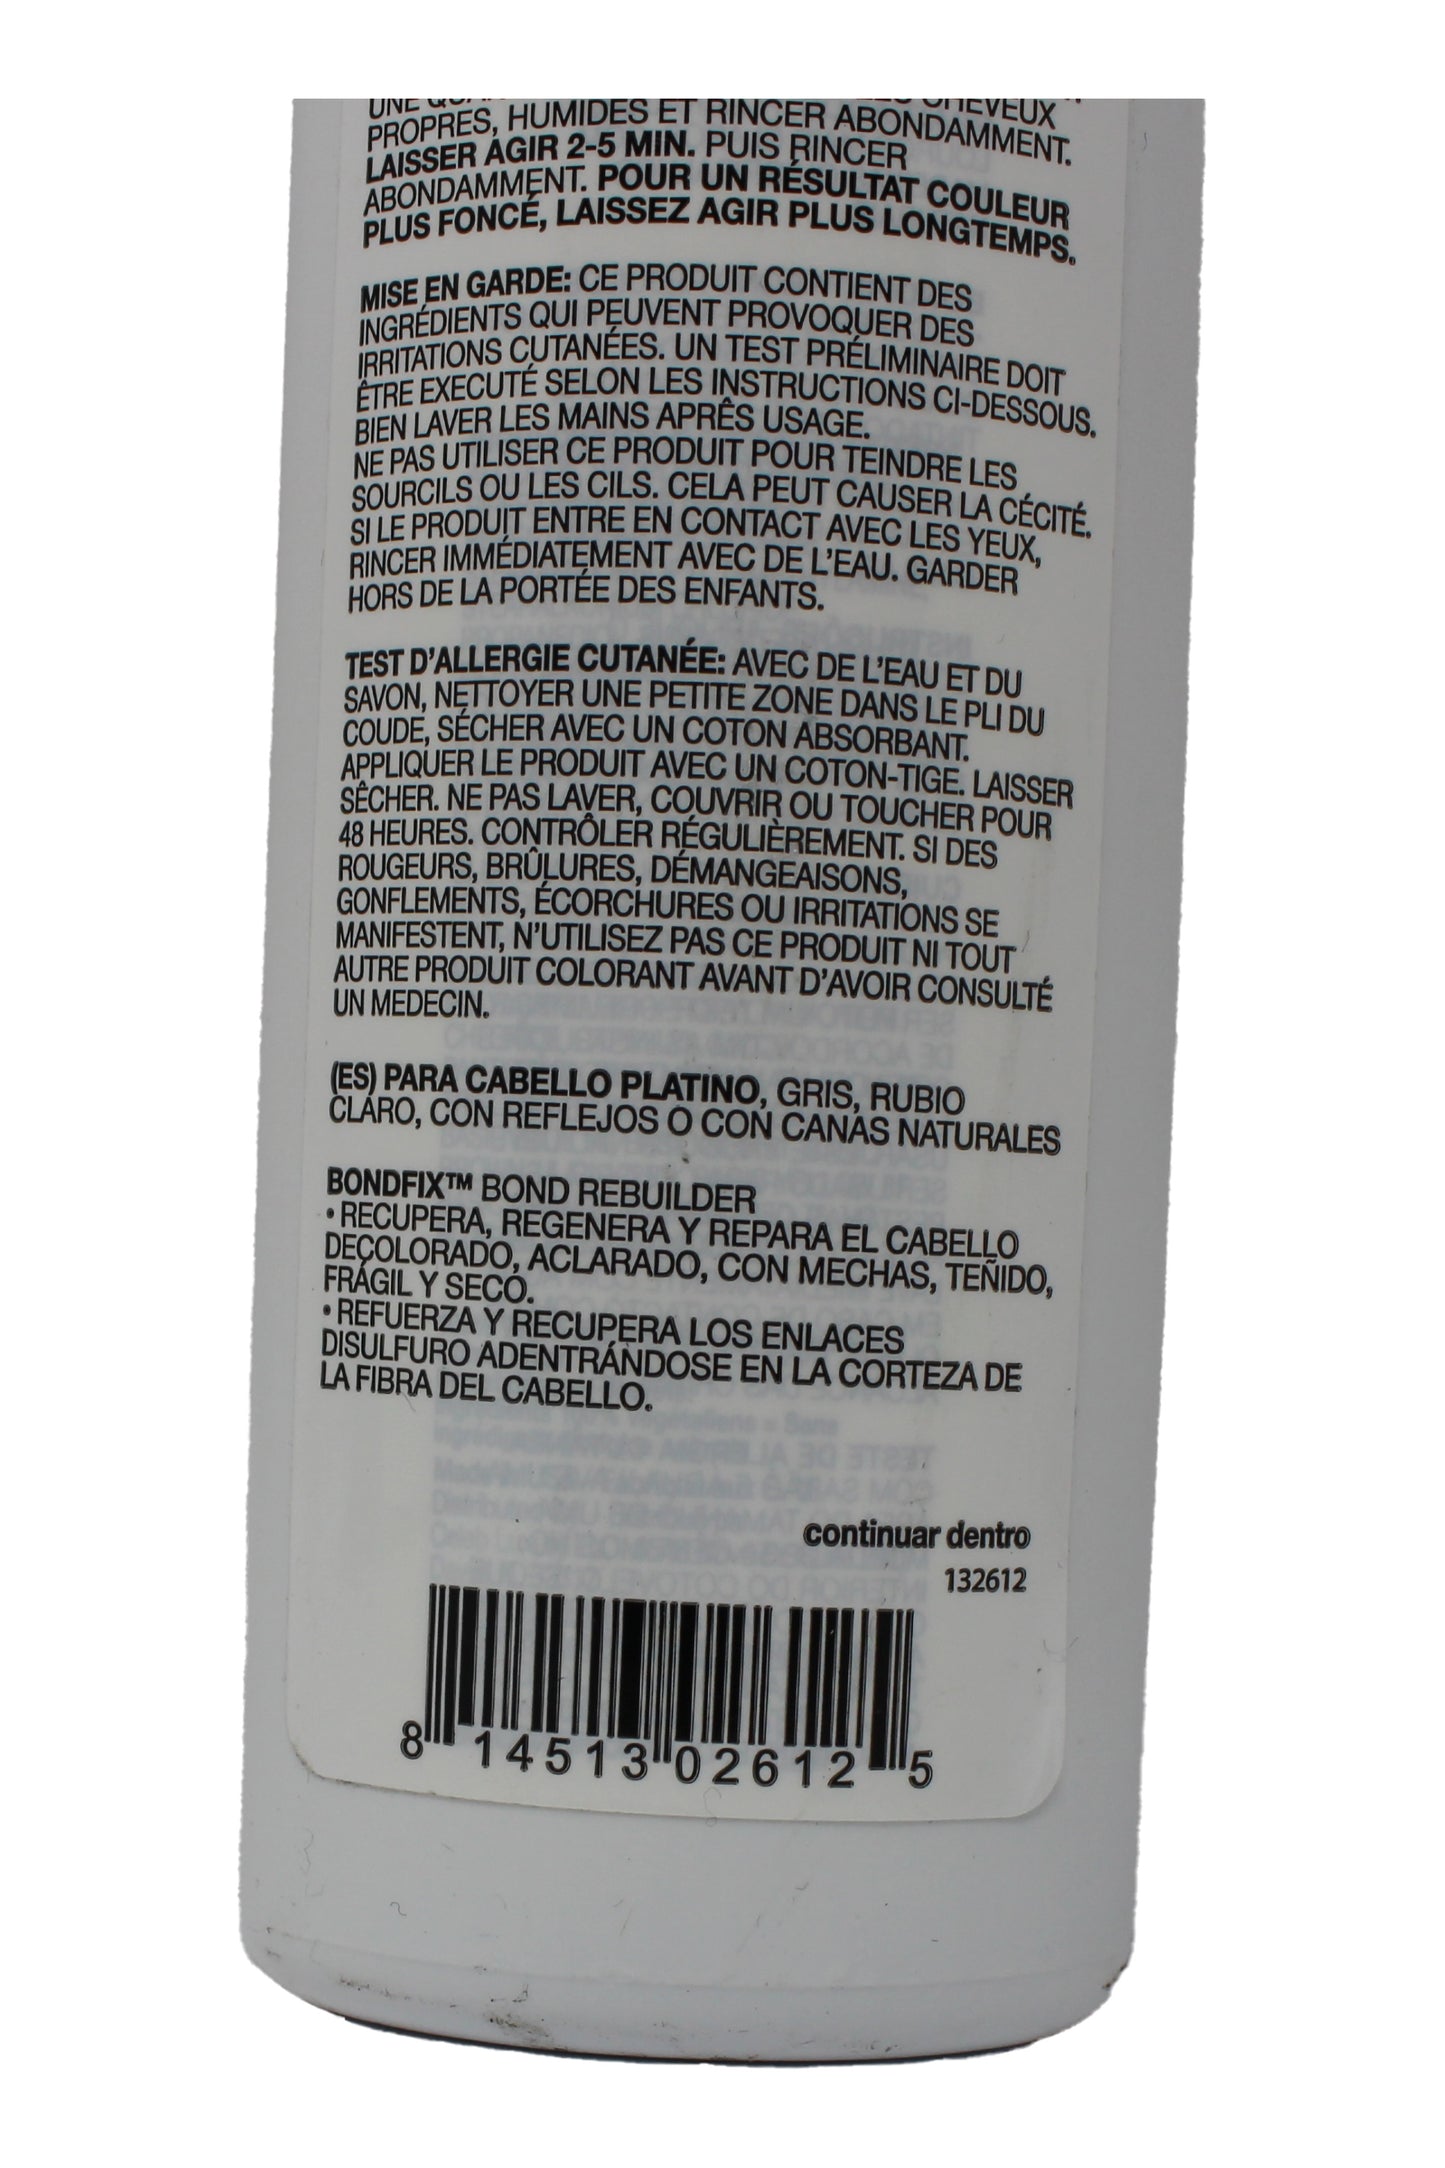 UNE CHEVEUX
PROPRES, HUMIDES ET RINCER ABONDAMMENT.
LAISSER AGIR 2-5 MIN. PUIS RINCER
ABONDAMMENT. POUR UN RÉSULTAT COULEUR
PLUS FONCÉ, LAISSEZ AGIR PLUS LONGTEMPS.
MISE EN GARDE: CE PRODUIT CONTIENT DES
INGRÉDIENTS QUI PEUVENT PROVOQUER DES
IRRITATIONS CUTANÉES. UN TEST PRÉLIMINAIRE DOIT
ÊTRE EXECUTÉ SELON LES INSTRUCTIONS CI-DESSOUS.
BIEN LAVER LES MAINS APRÊS USAGE.
NE PAS UTILISER CE PRODUIT POUR TEINDRE LES
SOURCILS OU LES CILS. CELA PEUT CAUSER LA CÉCITÉ.
SI LE PRODUIT ENTRE EN CONTACT AVEC LES YEUX,
RINCER IMMÉDIATEMENT AVEC DE L'EAU. GARDER
HORS DE LA PORTÉE DES ENFANTS.
TEST D'ALLERGIE CUTANÉE: AVEC DE L'EAU ET DU
SAVON, NETTOYER UNE PETITE ZONE DANS LE PLI DU
COUDE, SÉCHER AVEC UN COTON ABSORBANT.
APPLIQUER LE PRODUIT AVEC UN COTON-TIGE. LAISSER
SÊCHER. NE PAS LAVER, COUVRIR OU TOUCHER POUR
48 HEURES. CONTRÔLER RÉGULIÈREMENT. SI DES
ROUGEURS, BRÛLURES, DÉMANGEAISONS,
GONFLEMENTS, ÉCORCHURES OU IRRITATIONS SE
MANIFESTENT, N'UTILISEZ PAS CE PRODUIT NI TOUT
AUTRE PRODUIT COLORANT AVANT D'AVOIR CONSULTÉ
UN MEDECIN.
(ES) PARA CABELLO PLATINO, GRIS, RUBIO
CLARO, CON REFLEJOS O CON CANAS NATURALES
BONDFIX™ BOND REBUILDER
• RECUPERA, REGENERA Y REPARA EL CABELLO
DECOLORADO, ACLARADO, CON MECHAS, TEÑIDO,
FRÁGIL Y SECO.
• REFUERZA Y RECUPERA LOS ENLACES
DISULFURO ADENTRÁNDOSE EN LA CORTEZA DE
LA FIBRA DEL CABELLO.
continuar dentro
132612
8 14513 02612 5